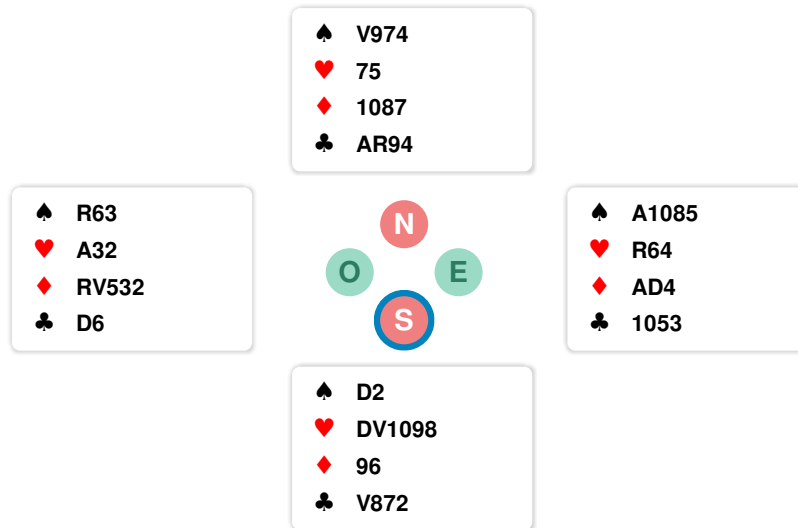 ♠ V974
♥ 75
♦ 1087
♣ AR94
♠ R63
♥ A32
♦ RV532
♣ D6
N
O E
S
♠ A1085
♥ R64
♦ AD4
♣ 1053
♠ D2
♥ DV1098
♦ 96
♣ V872